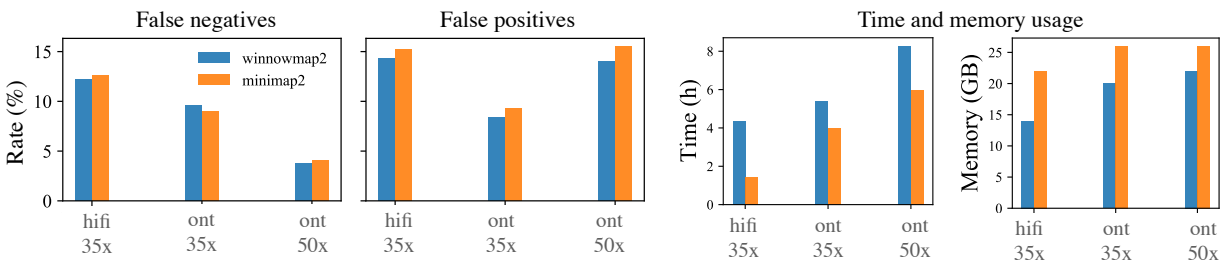 False negatives
False positives
Time and memory usage
Rate (%)
15
10
5
0
winnowmap2
minimap2
hifi
35x
ont
35x
ont
50x
hifi
35x
ont
35x
ont
50x
Time (h)
8
6
4
2
0
hifi
35x
ont
35x
ont
50x
Memory (GB)
25
20
15
10
5
0
hifi
35x
ont
35x
ont
50x